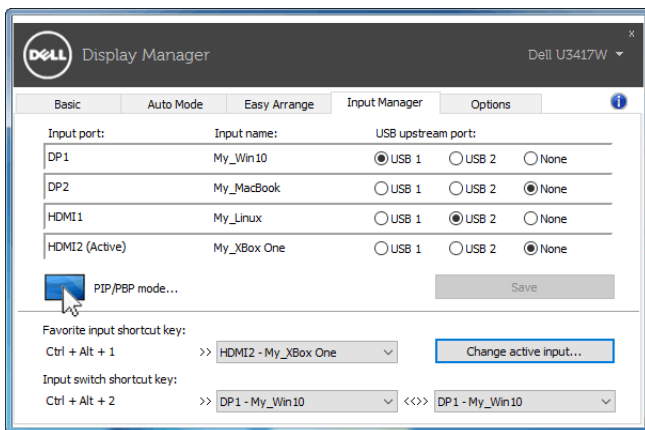 x
DELL Display Manager Dell U3417W
Basic Auto Mode Easy Arrange Input Manager Options i
Input port: Input name: USB upstream port:
DP1 My_Win10 USB 1 USB 2 None
DP2 My_MacBook USB 1 USB 2 None
HDMI1 My_Linux USB 1 USB 2 None
HDMI2 (Active) My_XBox One USB 1 USB 2 None
PIP/PBP mode... Save
Favorite input shortcut key:
Ctrl + Alt + 1 >> HDMI2 - My_XBox One Change active input...
Input switch shortcut key:
Ctrl + Alt + 2 >> DP1 - My_Win10 <<>> DP1 - My_Win10